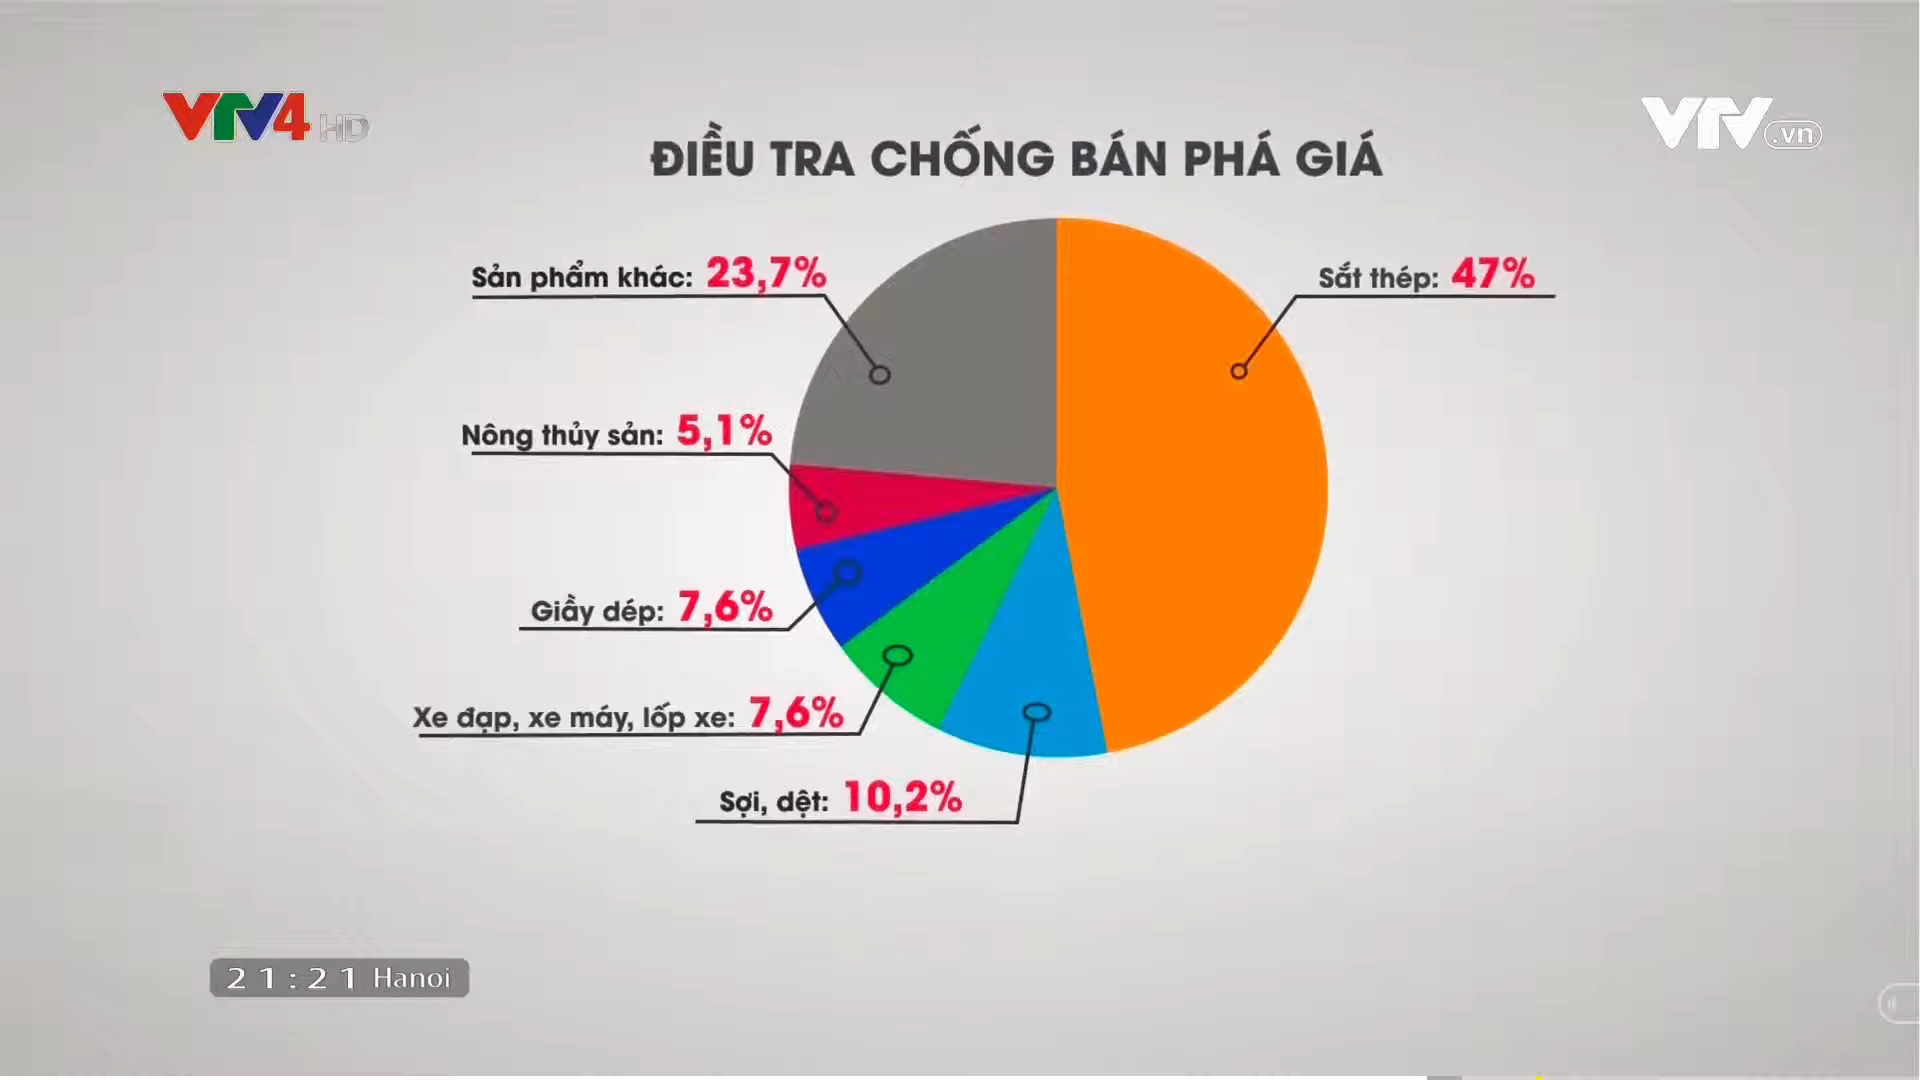 VTV4 HD
VTV.vn
ĐIỀU TRA CHỐNG BÁN PHÁ GIÁ
Sản phẩm khác: 23,7%
Sắt thép: 47%
Nông thủy sản: 5,1%
Giầy dép: 7,6%
Xe đạp, xe máy, lốp xe: 7,6%
Sợi, dệt: 10,2%
21:21 Hanoi